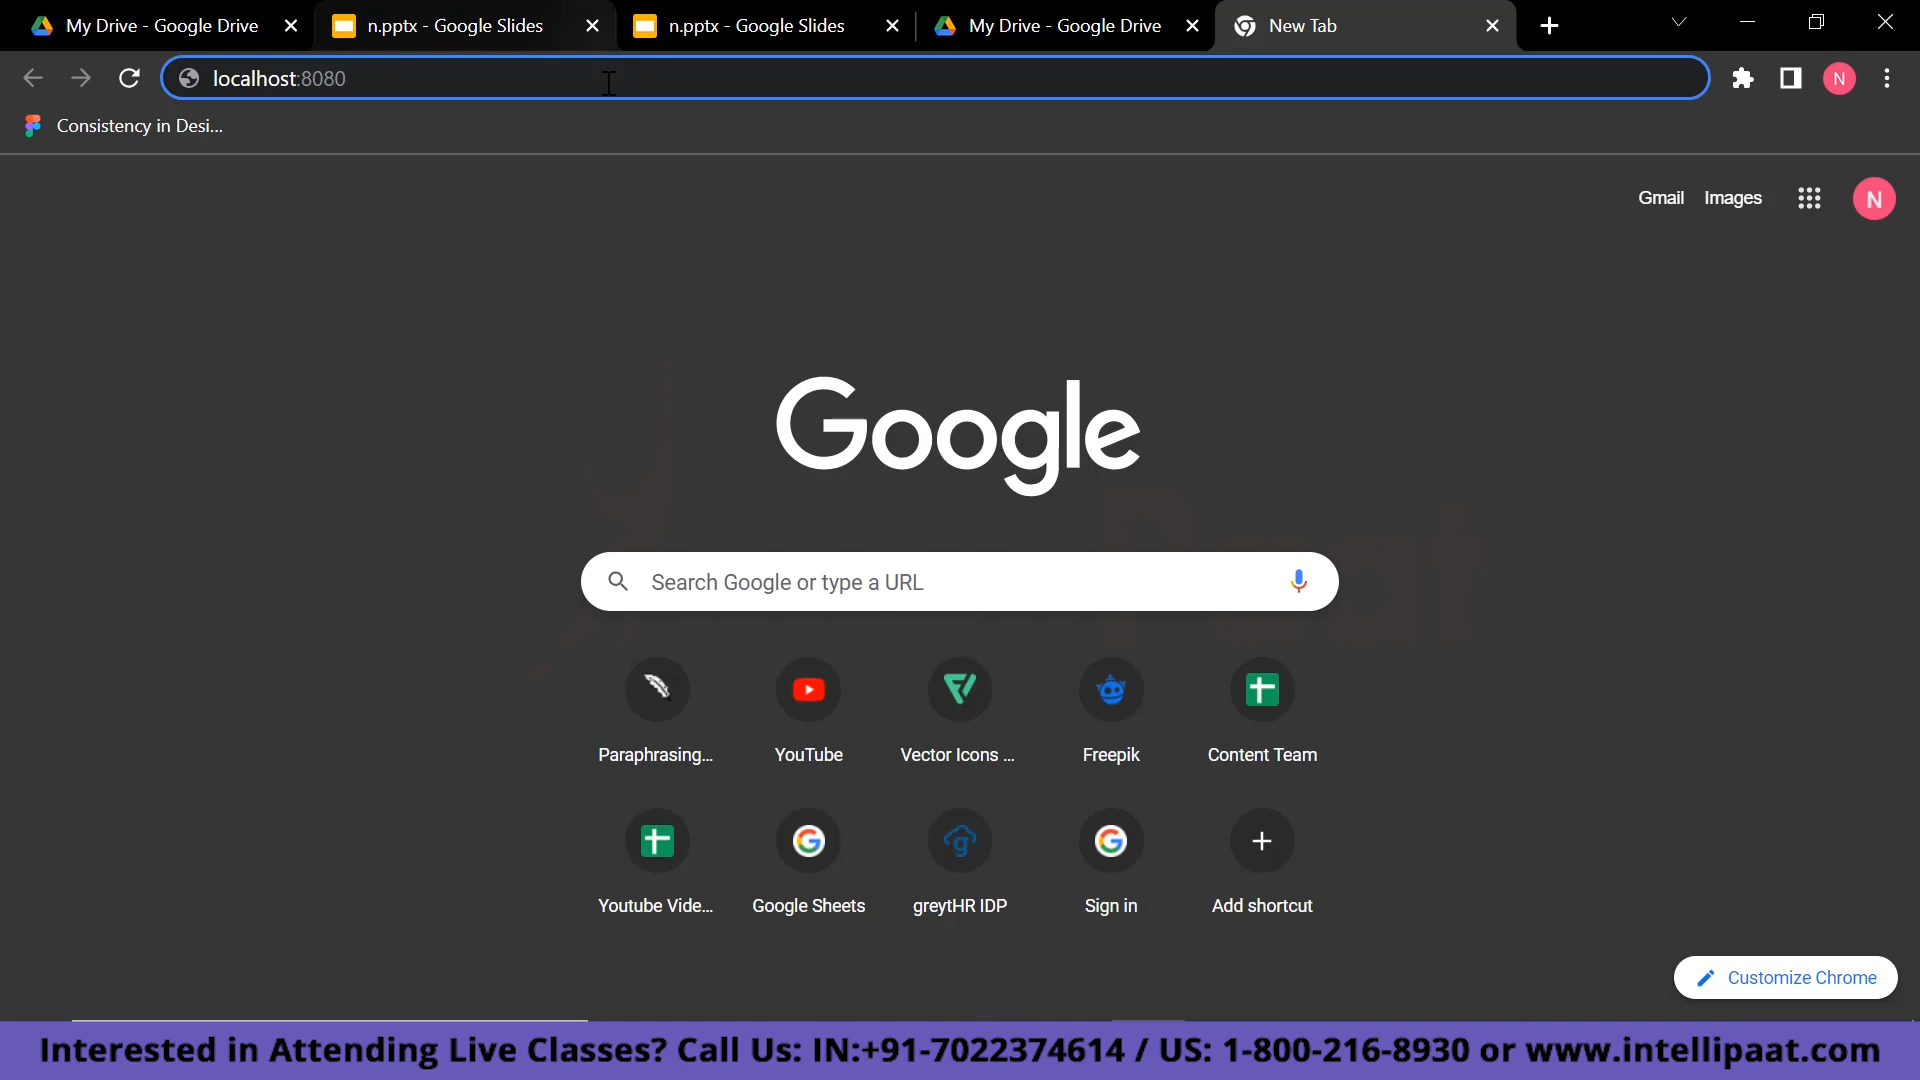 My Drive - Google Drive
n.pptx - Google Slides
n.pptx - Google Slides
My Drive - Google Drive
New Tab
localhost:8080
N
Consistency in Desi...
Gmail
Images
N
Google
Search Google or type a URL
Paraphrasing...
YouTube
Vector Icons ...
Freepik
Content Team
Youtube Vide...
Google Sheets
greytHR IDP
Sign in
Add shortcut
Customize Chrome
Interested in Attending Live Classes? Call Us: IN:+91-7022374614 / US: 1-800-216-8930 or www.intellipaat.com